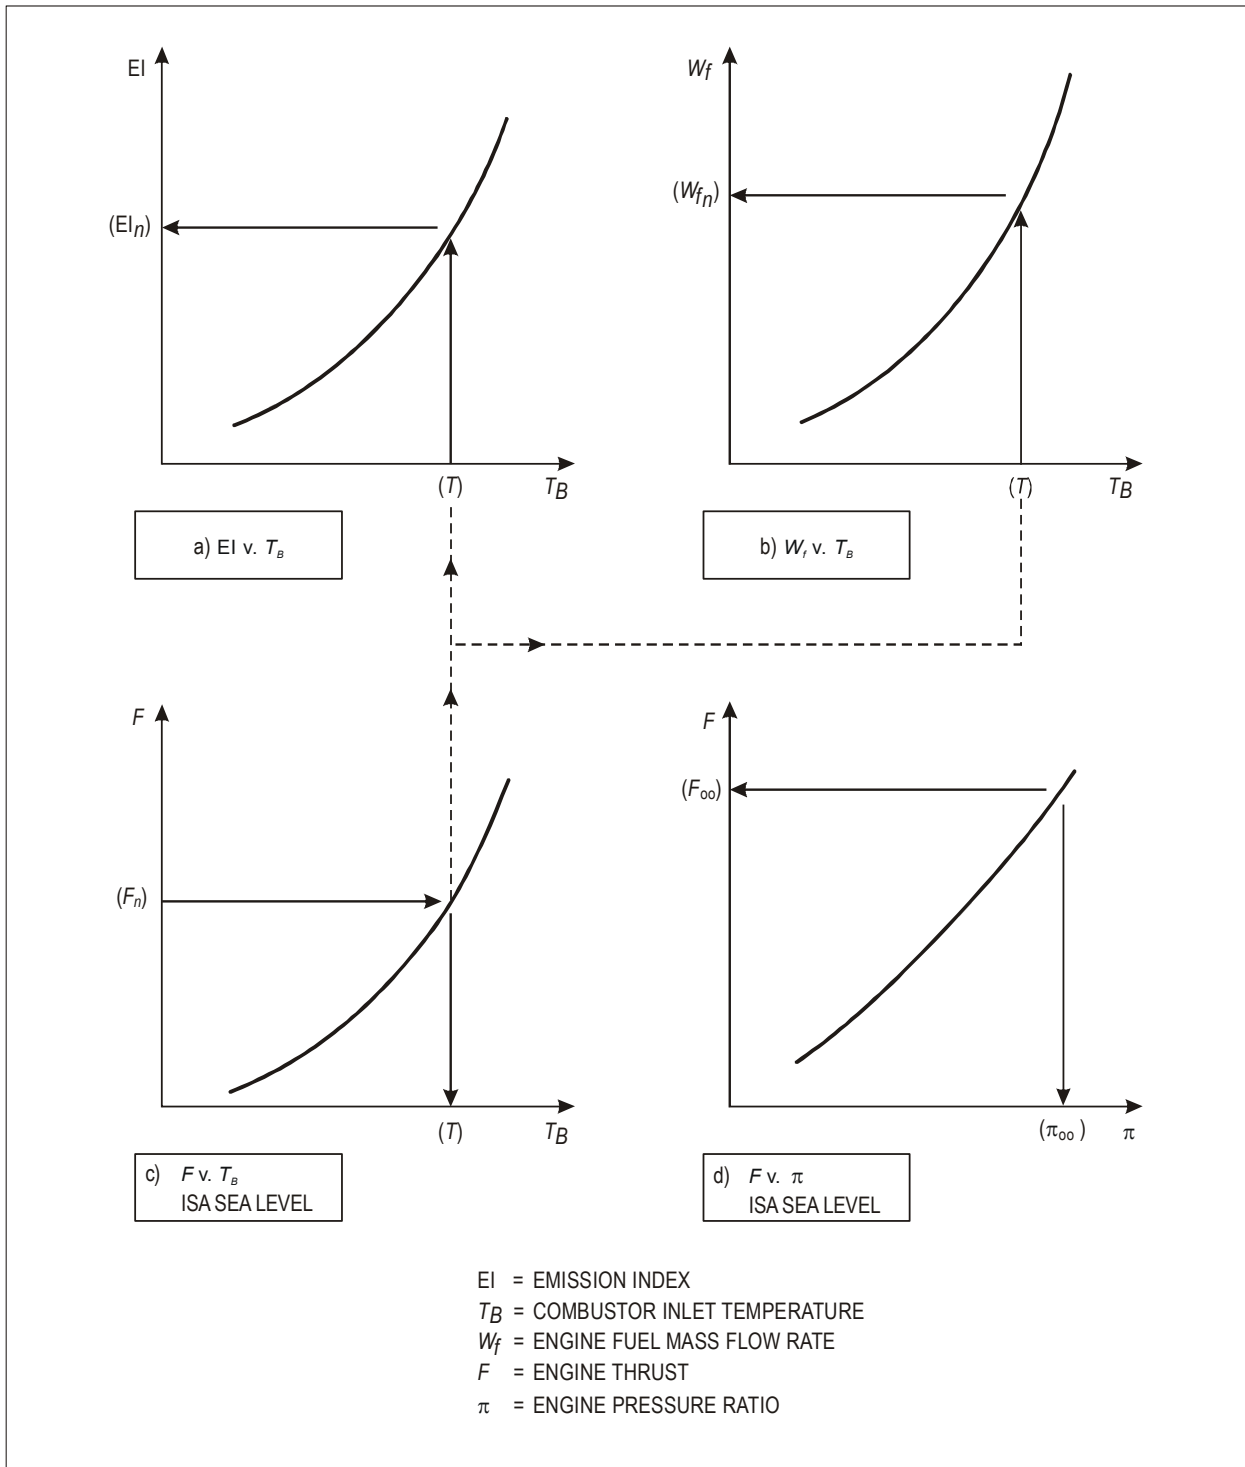 EI
(EIn)
(T)
TB
a) EI v. TB
Wf
(Wfn)
(T)
TB
b) Wf v. TB
F
(Fn)
(T)
TB
c) F v. TB
ISA SEA LEVEL
F
(Foo)
(πoo)
π
d) F v. π
ISA SEA LEVEL
EI = EMISSION INDEX
TB = COMBUSTOR INLET TEMPERATURE
Wf = ENGINE FUEL MASS FLOW RATE
F = ENGINE THRUST
π = ENGINE PRESSURE RATIO